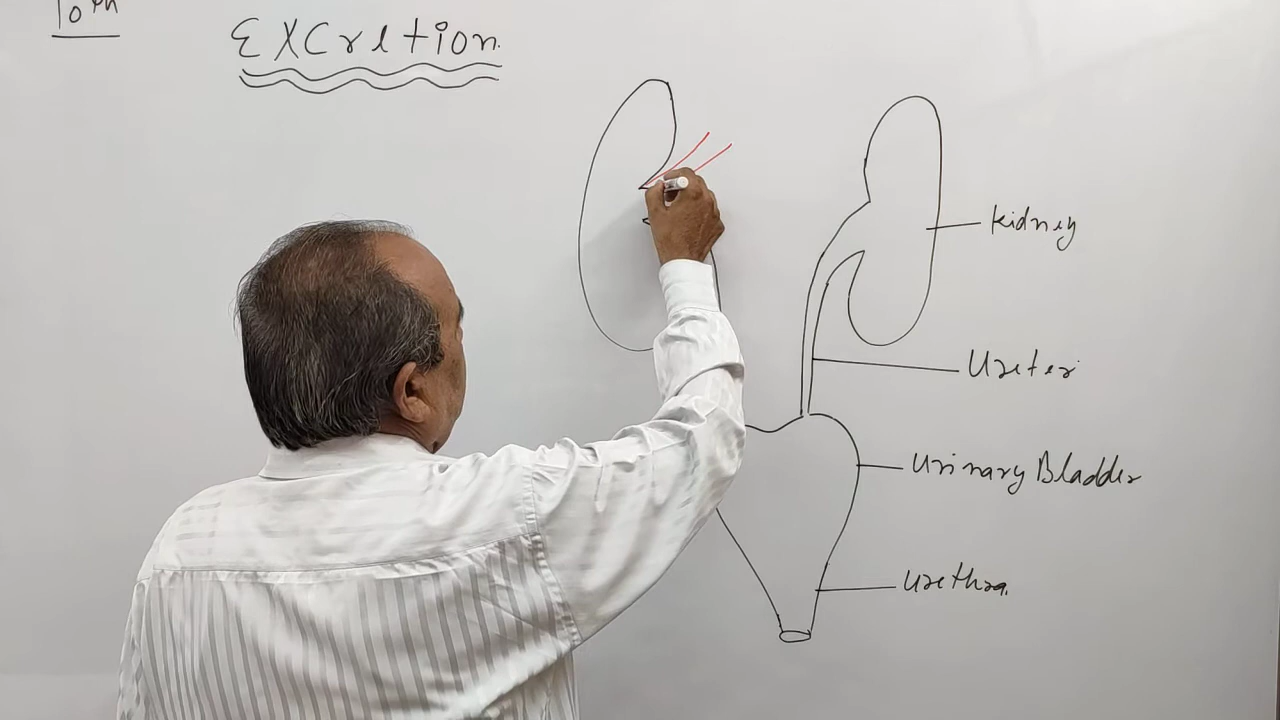 10th
Excretion
Kidney
Ureter
Urinary Bladder
Urethra.